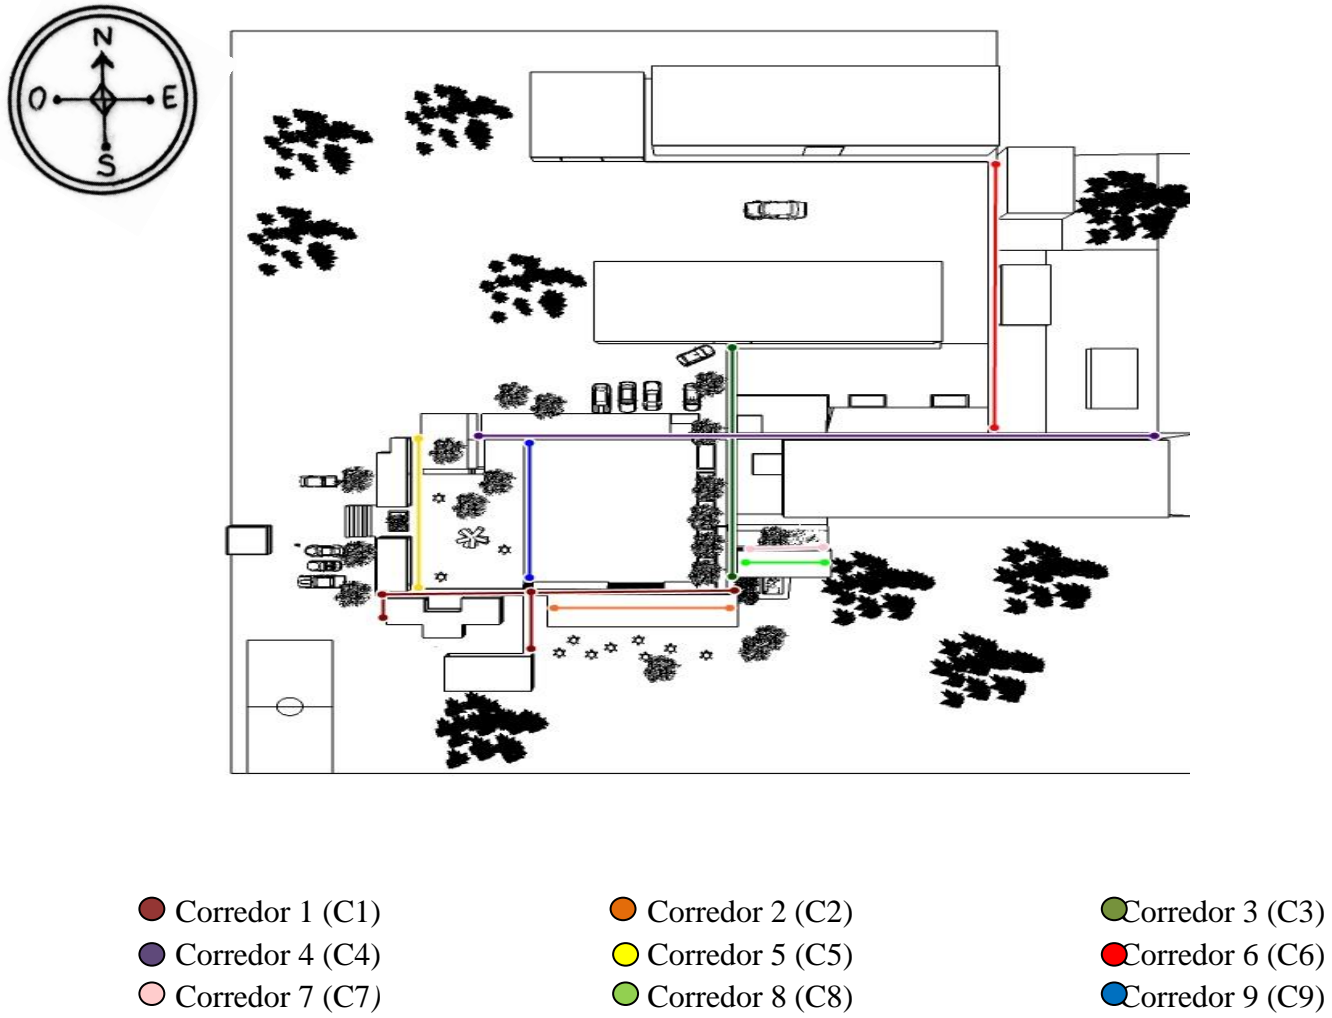 N
O E
S
Corredor 1 (C1) Corredor 2 (C2) Corredor 3 (C3)
Corredor 4 (C4) Corredor 5 (C5) Corredor 6 (C6)
Corredor 7 (C7) Corredor 8 (C8) Corredor 9 (C9)